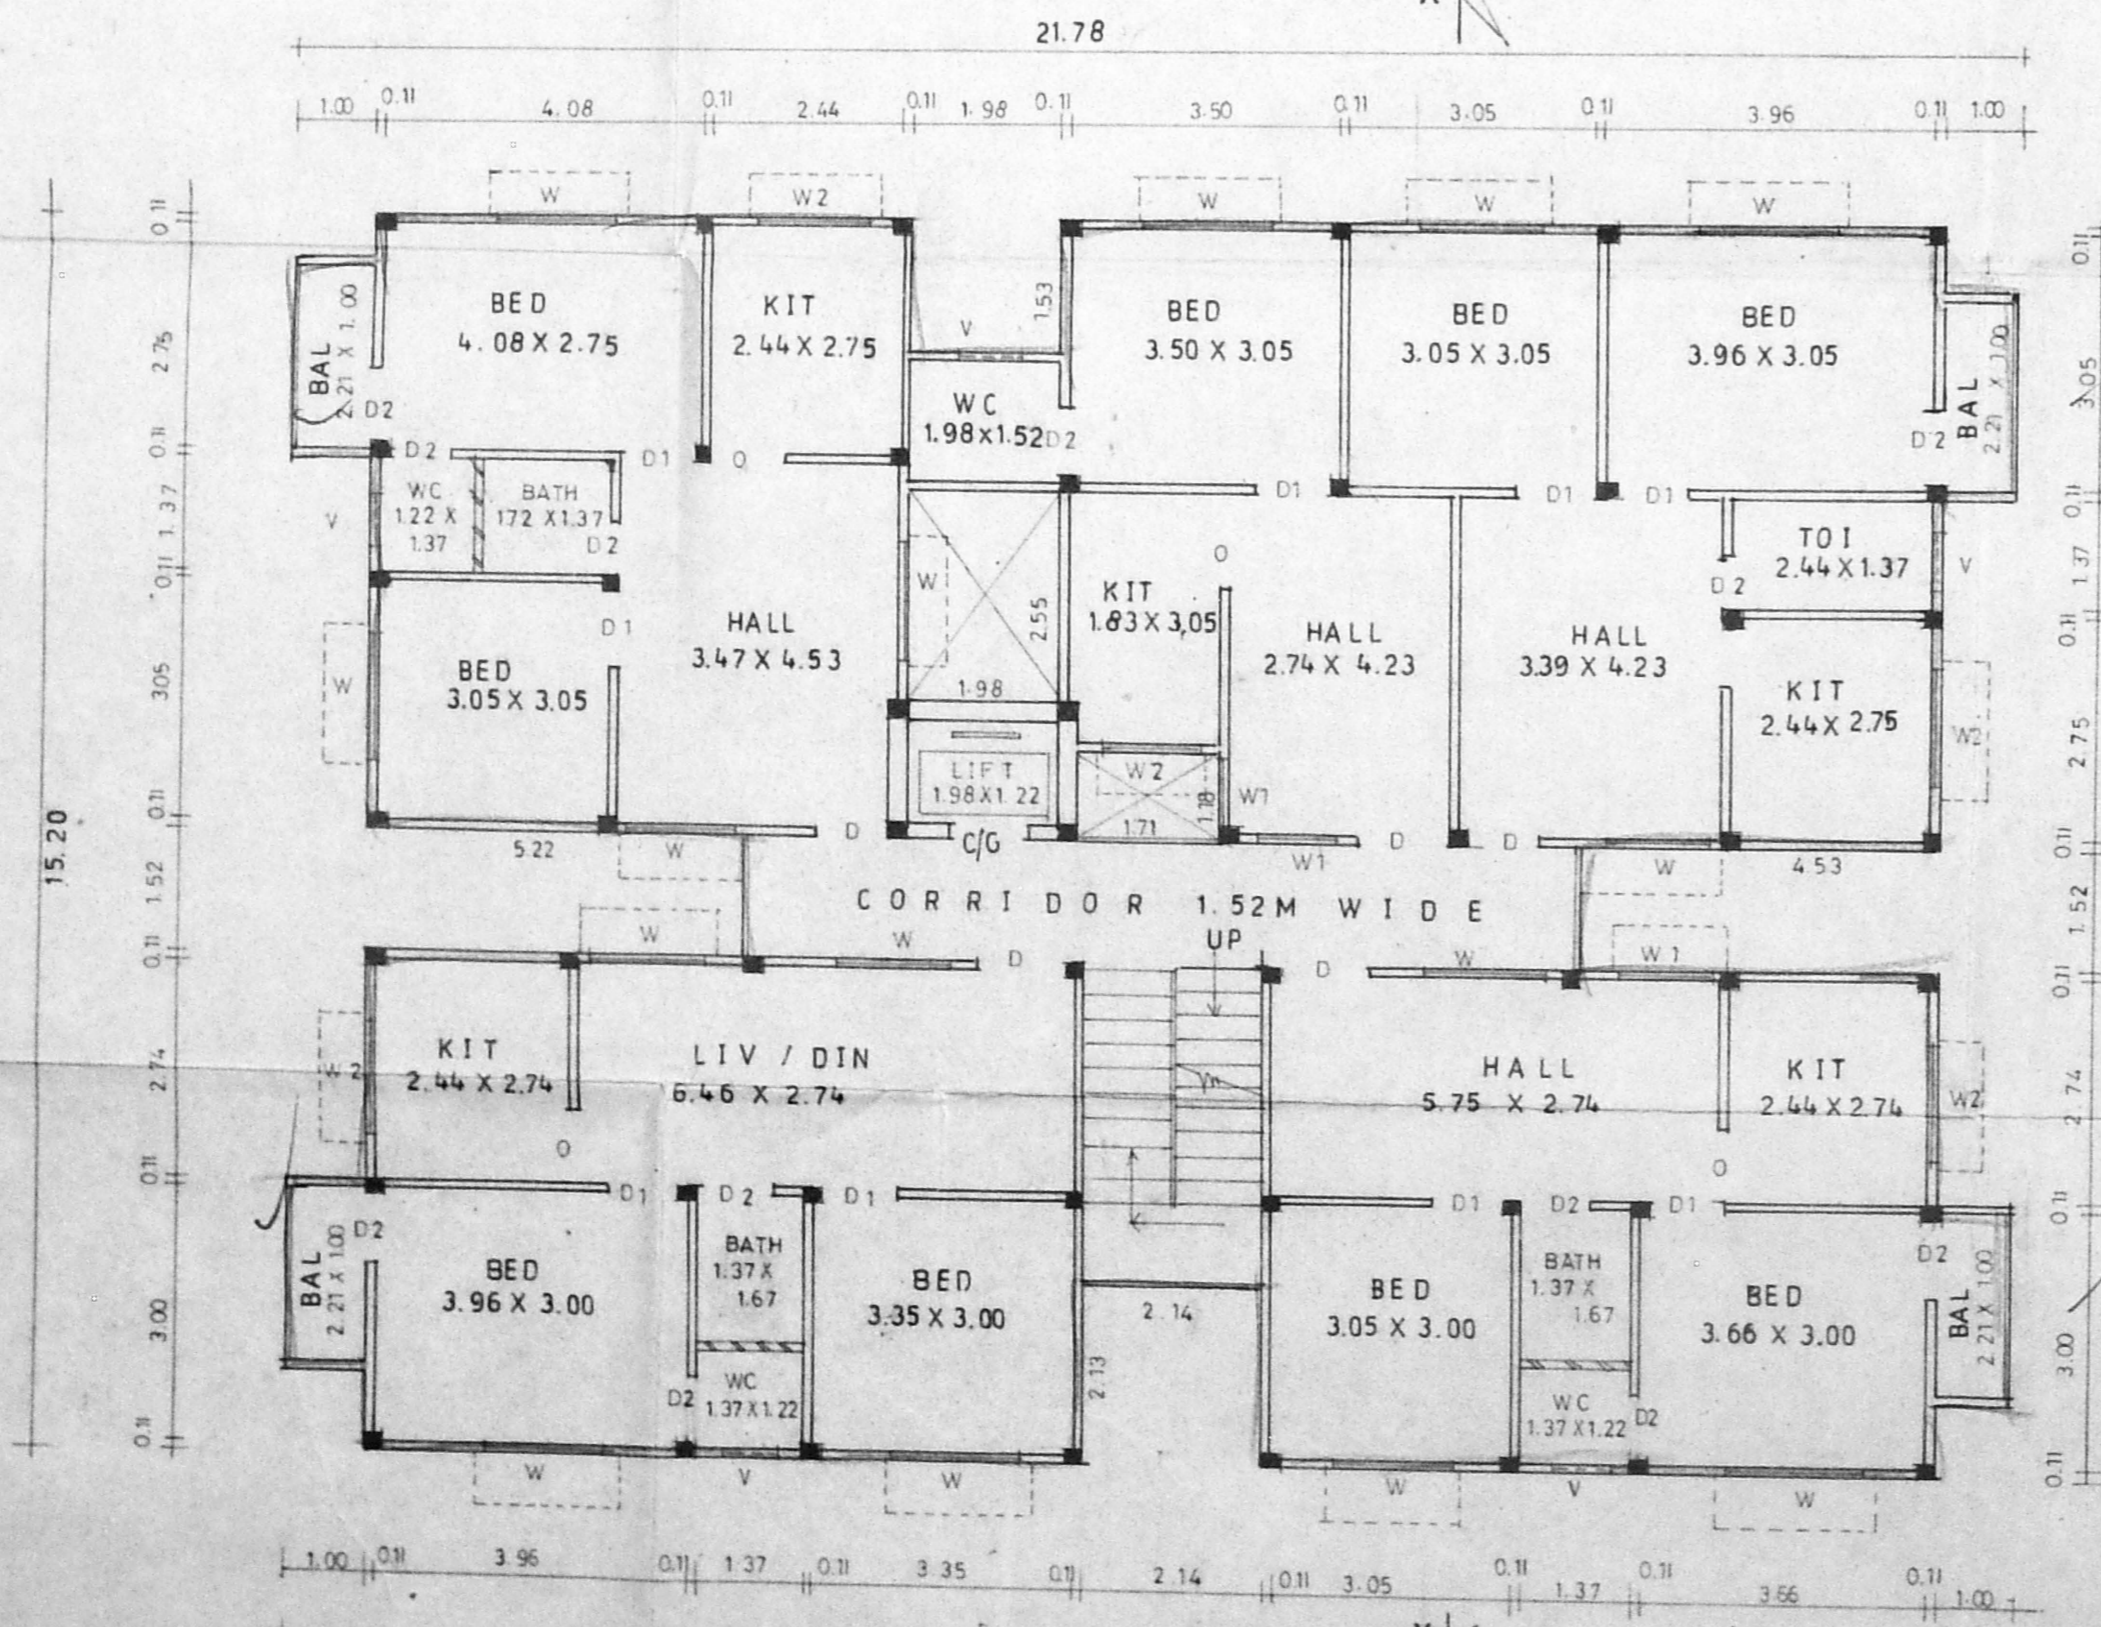 21.78
1.00 0.11 4.08 0.11 2.44 0.11 1.98 0.11 3.50 0.11 3.05 0.11 3.96 0.11 1.00
W W2 W W W
0.11 2.75 0.11 1.37 0.11 305 0.11 1.52 0.11 2.74 0.11 3.00 0.11
15.20
BAL
2.21 X 1.00
D2
BED
4.08 X 2.75
KIT
2.44 X 2.75
V
1.53
WC
1.98x1.52
D2
BED
3.50 X 3.05
BED
3.05 X 3.05
BED
3.96 X 3.05
D2
BAL
2.21 X 1.00
0.11 3.05 0.11 1.37 0.11 2.75 0.11 1.52 0.11 2.74 0.11 3.00 0.11
D2 D1 O
D1 D1 D1
V
WC
1.22 X
1.37
BATH
172 X1.37
D2
W
BED
3.05 X 3.05
D1
HALL
3.47 X 4.53
W
2.55
1.98
LIFT
1.98X1.22
C/G
KIT
1.83 X 3,05
O
W2
1.18
1.71
W1
HALL
2.74 X 4.23
HALL
3.39 X 4.23
TOI
2.44X1.37
D2
V
KIT
2.44X 2.75
W2
5.22 W D
W1 D D W 4.53
CORRIDOR 1.52M WIDE
UP
W W D
D W W1
W2
KIT
2.44 X 2.74
O
LIV / DIN
6.46 X 2.74
HALL
5.75 X 2.74
KIT
2.44X2.74
O
W2
D1 D2 D1
D1 D2 D1
D2
BAL
2.21 X 1.00
BED
3.96 X 3.00
BATH
1.37 X
1.67
D2
WC
1.37X1.22
BED
3.35 X 3.00
2.14
2.13
BED
3.05 X 3.00
BATH
1.37 X
1.67
WC
1.37X1.22
D2
BED
3.66 X 3.00
D2
BAL
2.21 X 1.00
W V W
W V W
1.00 0.11 3.96 0.11 1.37 0.11 3.35 0.11 2.14 0.11 3.05 0.11 1.37 0.11 3.66 0.11 1.00